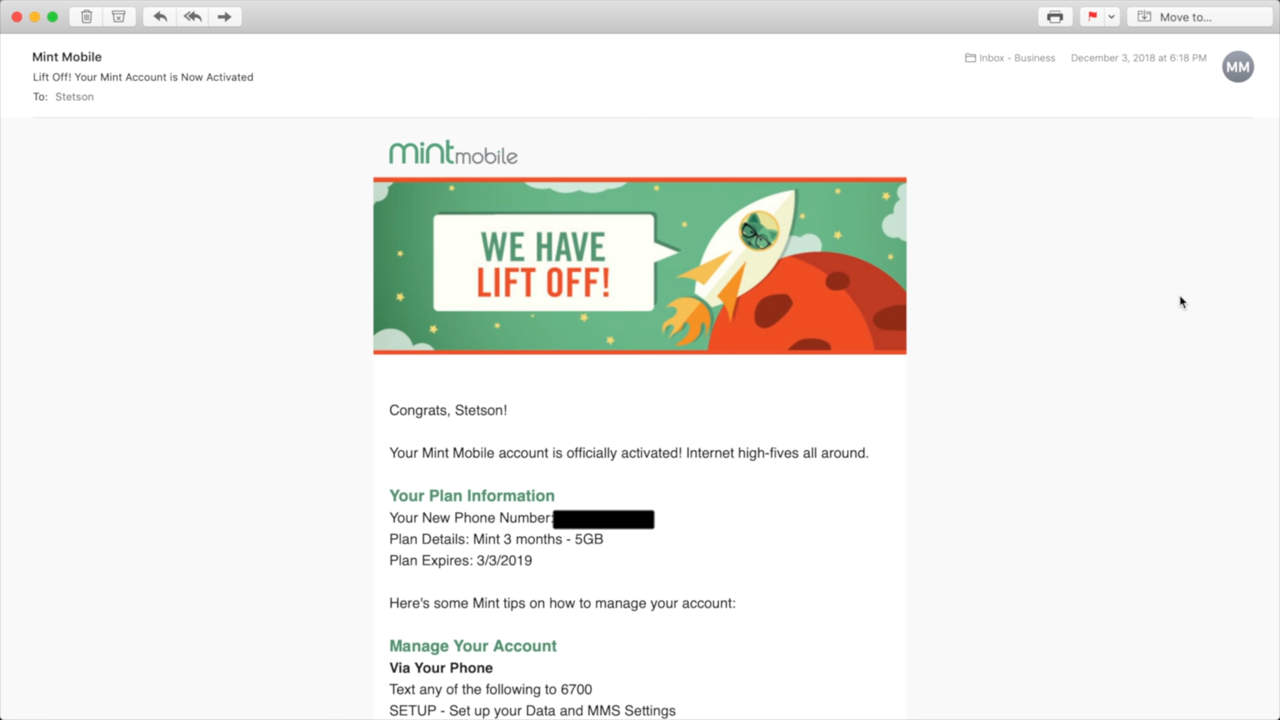 Move to...
Mint Mobile
Inbox - Business December 3, 2018 at 6:18 PM MM
Lift Off! Your Mint Account is Now Activated
To: Stetson
mint mobile
WE HAVE
LIFT OFF!
Congrats, Stetson!
Your Mint Mobile account is officially activated! Internet high-fives all around.
Your Plan Information
Your New Phone Number:
Plan Details: Mint 3 months - 5GB
Plan Expires: 3/3/2019
Here's some Mint tips on how to manage your account:
Manage Your Account
Via Your Phone
Text any of the following to 6700
SETUP - Set up your Data and MMS Settings